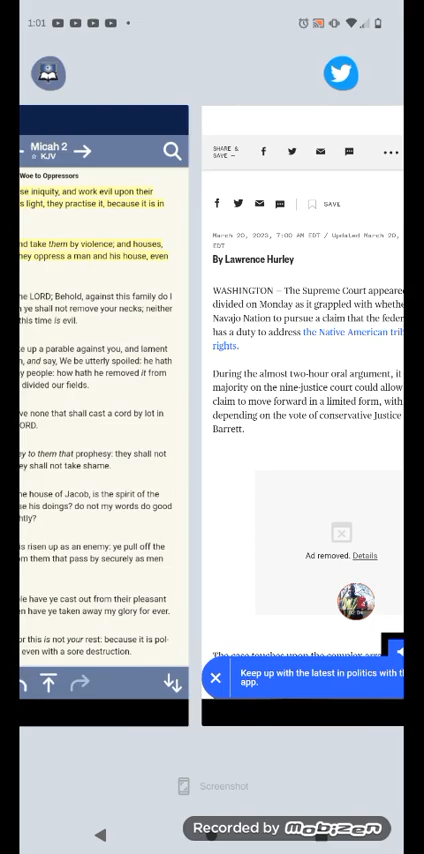 1:01
Micah 2
☆ KJV
Woe to Oppressors
se iniquity, and work evil upon their
s light, they practise it, because it is in
nd take them by violence; and houses,
hey oppress a man and his house, even
he LORD; Behold, against this family do I
h ye shall not remove your necks; neither
this time is evil.
ke up a parable against you, and lament
n, and say, We be utterly spoiled: he hath
y people: how hath he removed it from
divided our fields.
ve none that shall cast a cord by lot in
ORD.
ey to them that prophesy: they shall not
ey shall not take shame.
he house of Jacob, is the spirit of the
se his doings? do not my words do good
htly?
is risen up as an enemy: ye pull off the
om them that pass by securely as men
ple have ye cast out from their pleasant
en have ye taken away my glory for ever.
or this is not your rest: because it is pol-
even with a sore destruction.
SHARE &
SAVE —
SAVE
March 20, 2023, 7:00 AM EDT / Updated March 20,
EDT
By Lawrence Hurley
WASHINGTON — The Supreme Court appeare
divided on Monday as it grappled with whethe
Navajo Nation to pursue a claim that the feder
has a duty to address the Native American trib
rights.
During the almost two-hour oral argument, it
majority on the nine-justice court could allow
claim to move forward in a limited form, with
depending on the vote of conservative Justice
Barrett.
Ad removed. Details
The case touches upon the complex arra
Keep up with the latest in politics with th
app.
Screenshot
Recorded by Mobizen